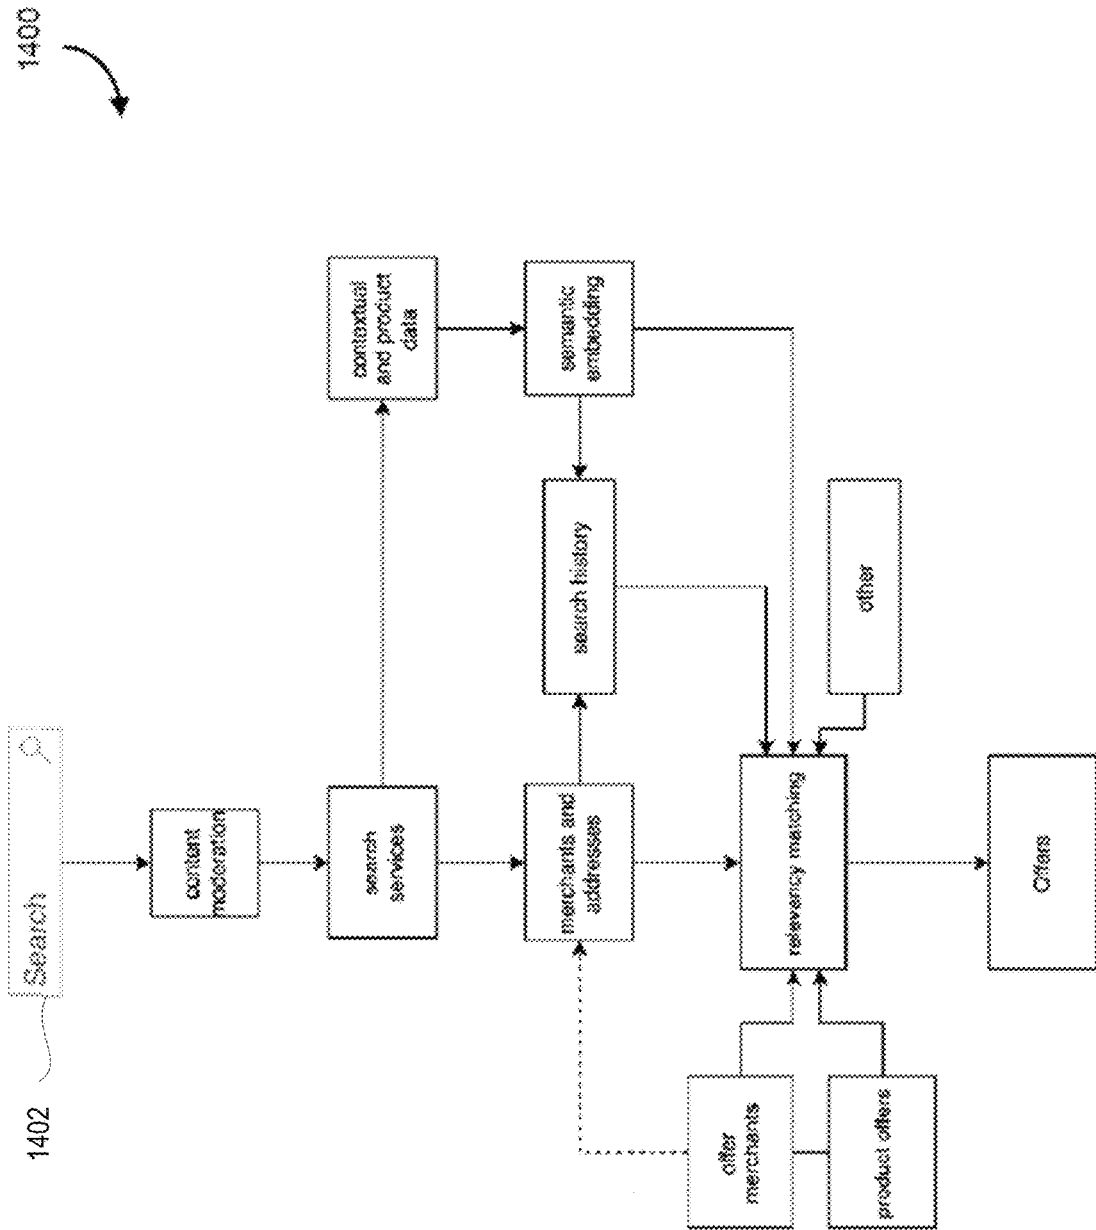 1400
1402
Search
content
moderation
search
services
contextual
and product
data
merchants and
addresses
search history
semantic
embedding
offer
merchants
product offers
relevancy matching
other
Offers